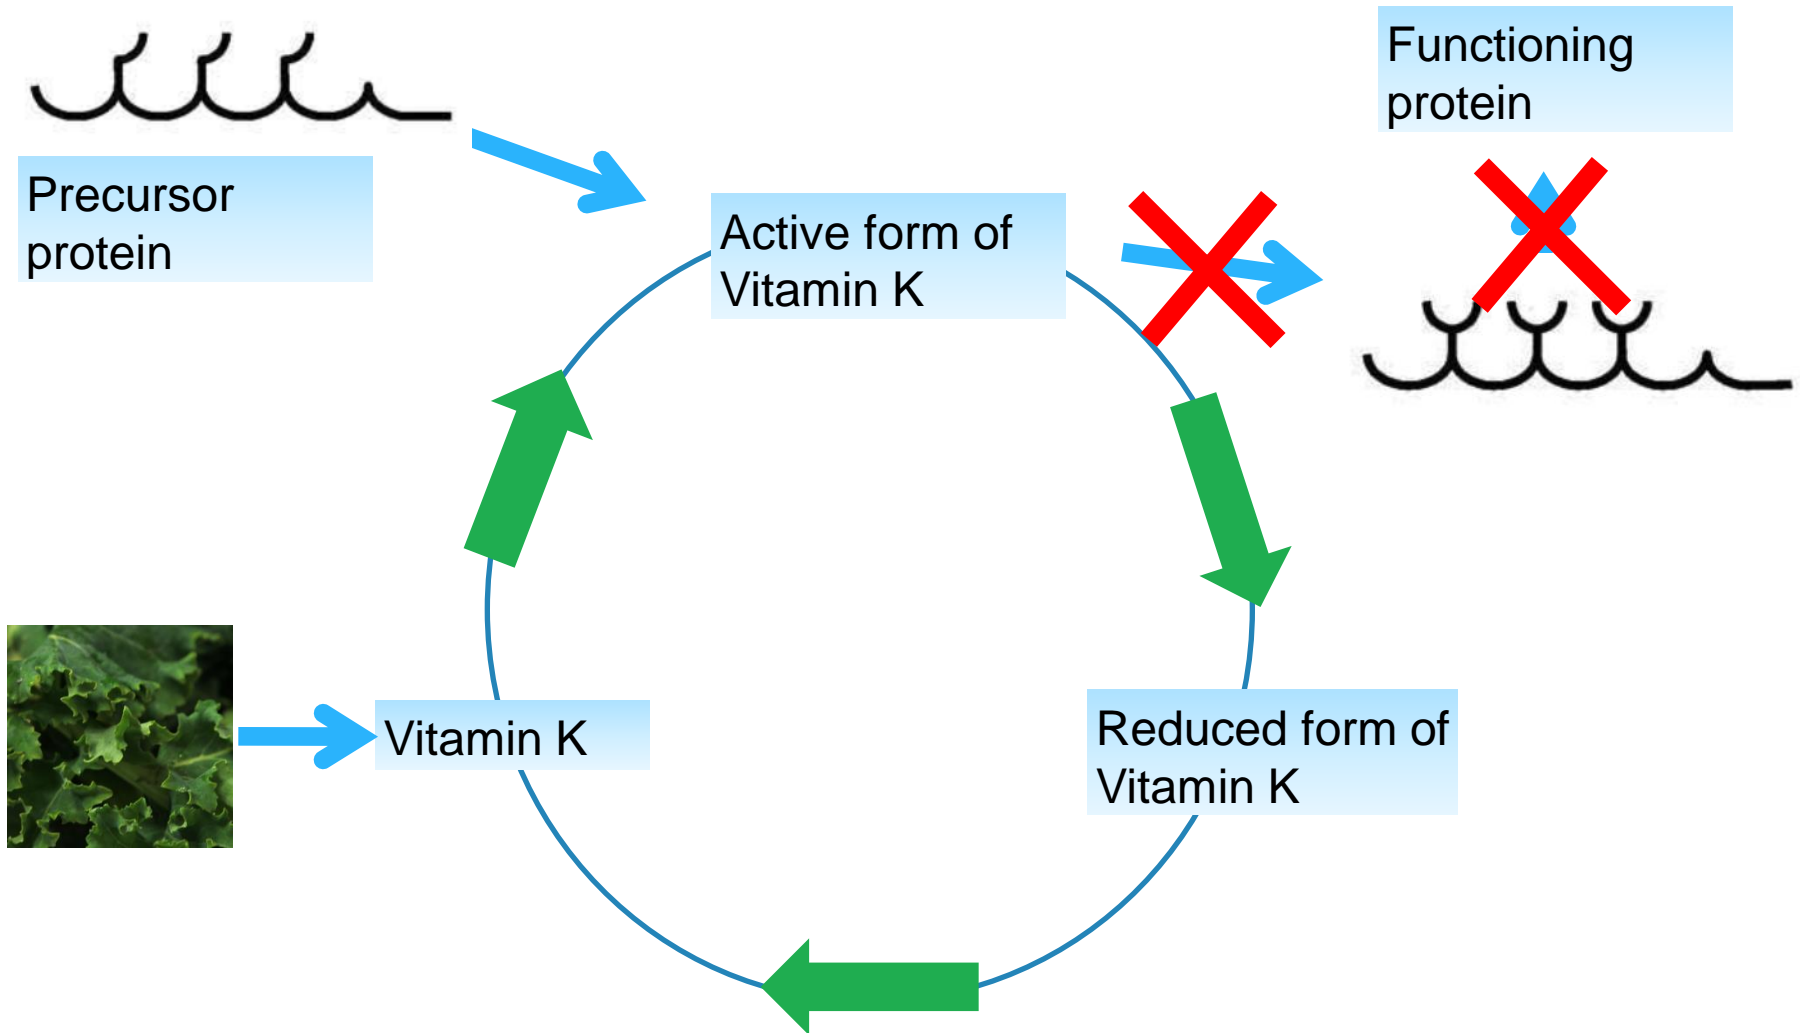 Functioning
protein
Precursor
protein
Active form of
Vitamin K
Vitamin K
Reduced form of
Vitamin K